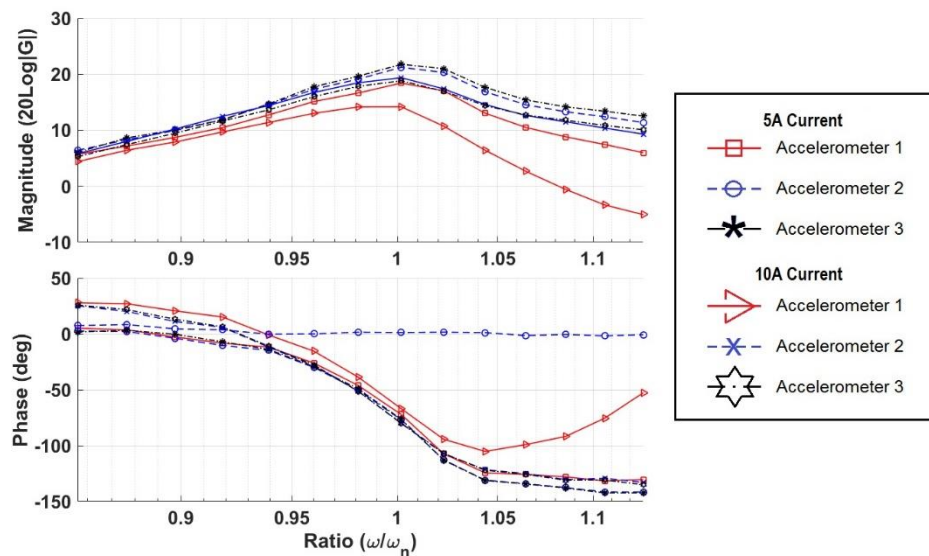 30
20
10
0
-10
Magnitude (20Log|G|)
0.9
0.95
1
1.05
1.1
50
0
-50
-100
-150
Phase (deg)
0.9
0.95
1
1.05
1.1
Ratio (ω/ωn)
5A Current
Accelerometer 1
Accelerometer 2
Accelerometer 3
10A Current
Accelerometer 1
Accelerometer 2
Accelerometer 3